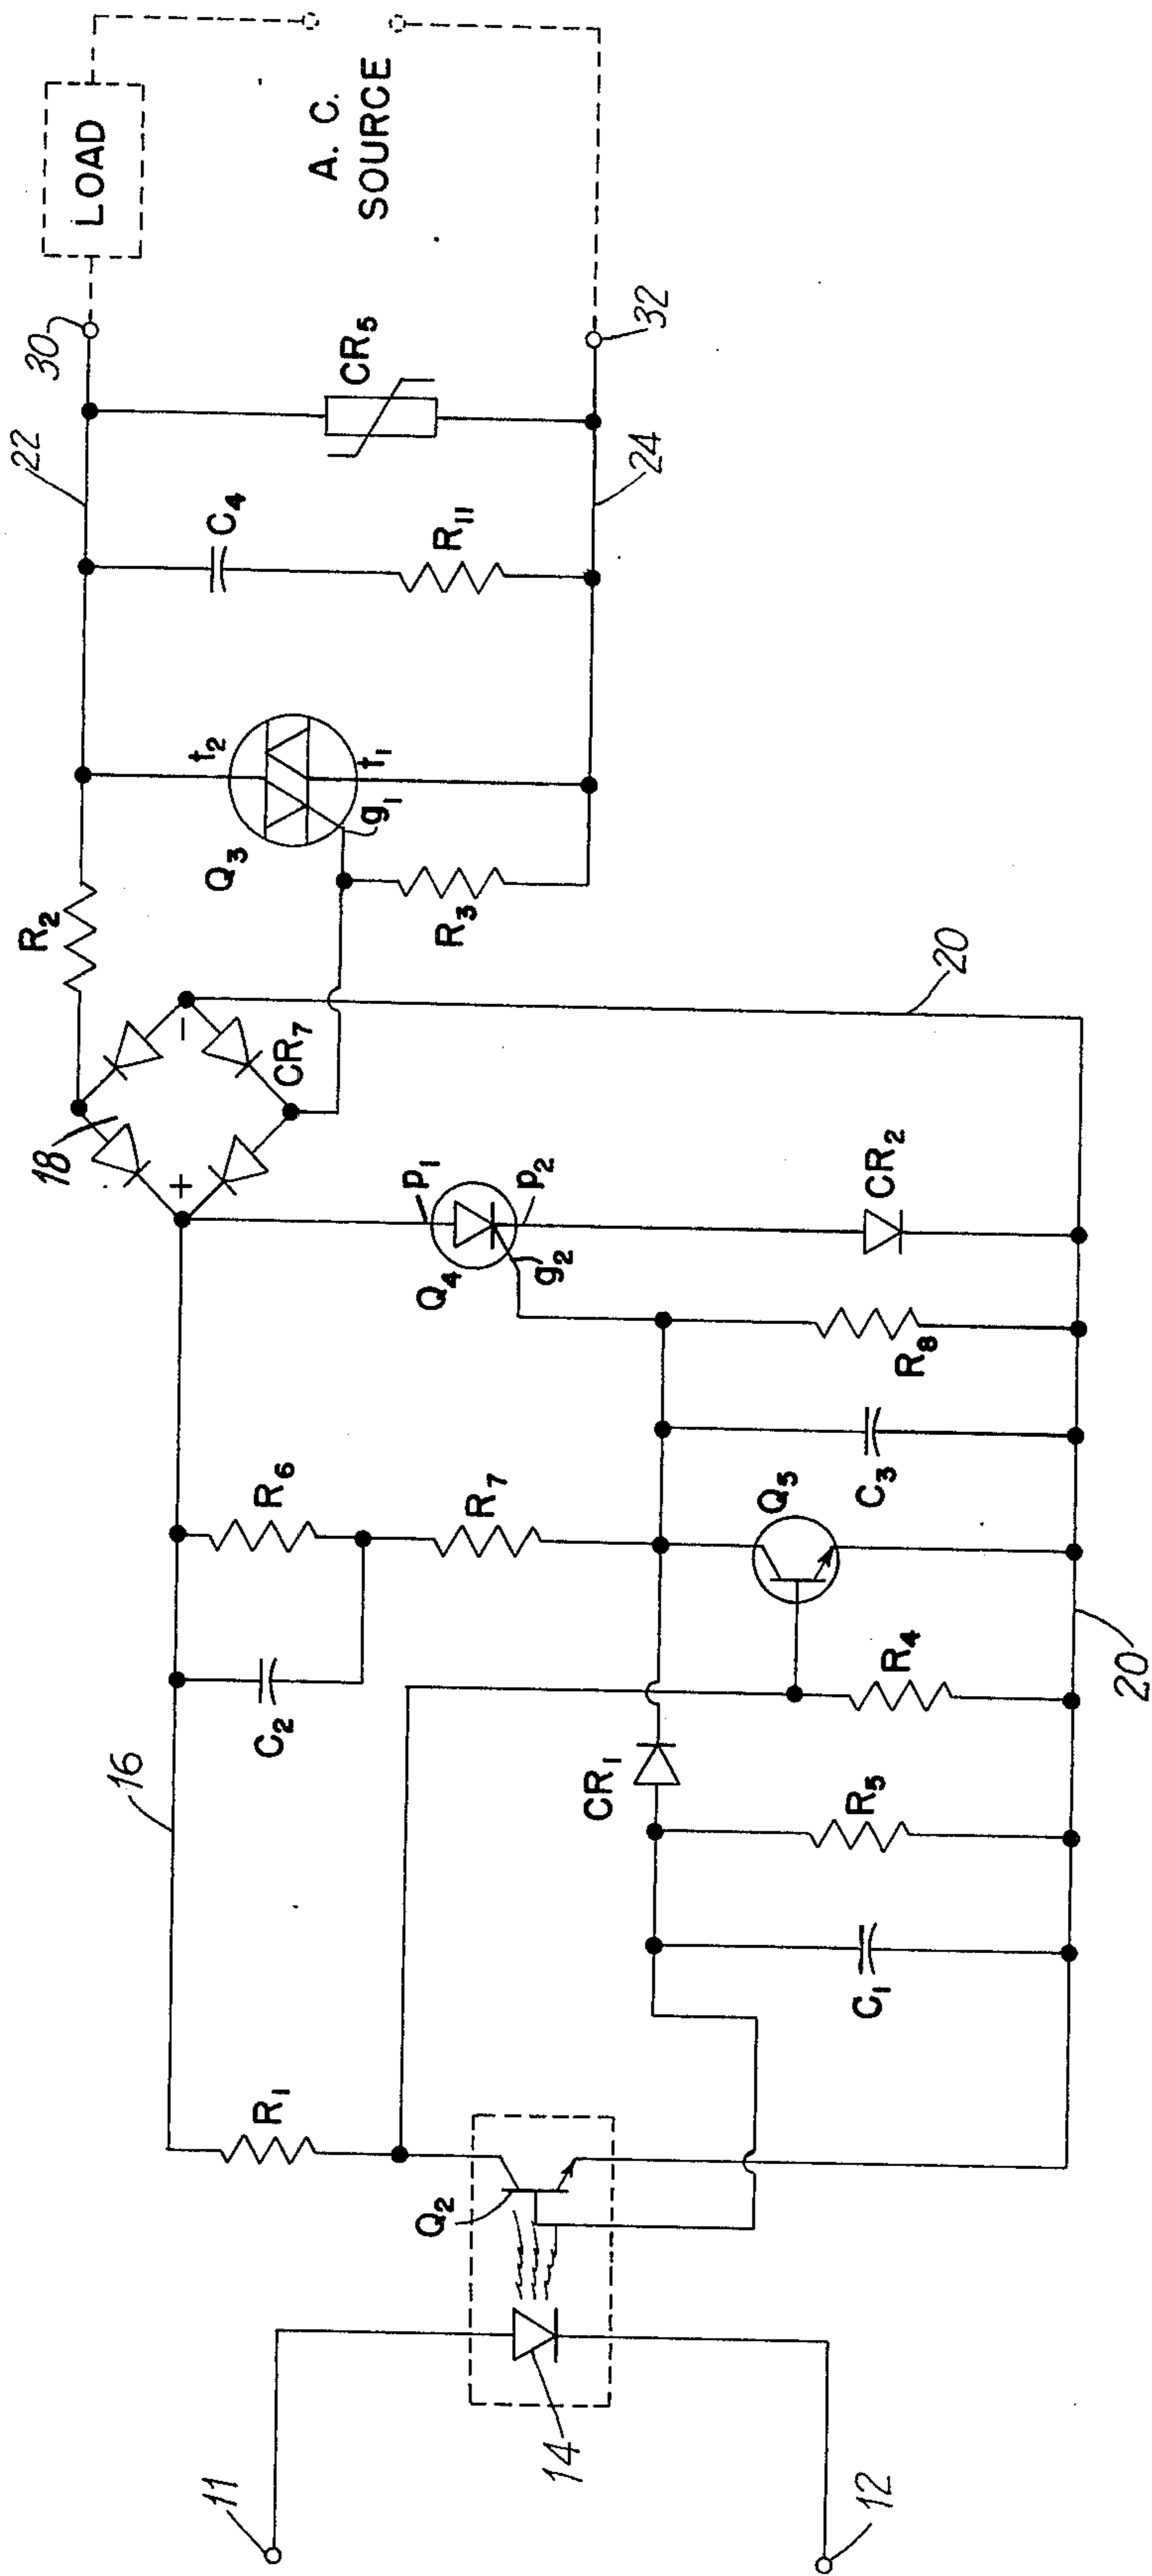 11
12
14
Q2
R1
16
C1
R5
CR1
C2
R6
R7
R4
Q5
C3
R8
20
Q4
g2
p1
p2
CR2
18
+
−
CR7
20
R2
Q3
t2
t1
g1
R3
22
C4
R11
24
CR5
30
32
LOAD
A. C.
SOURCE